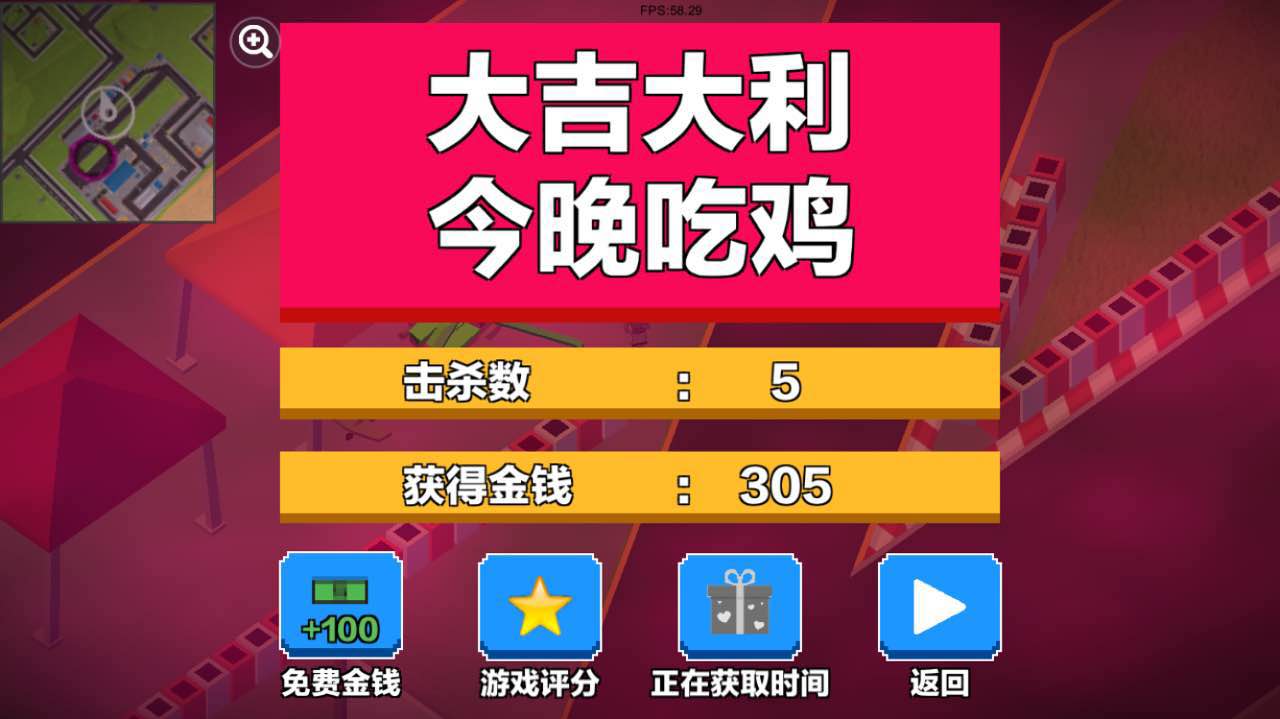 FPS:58.29
大吉大利
今晚吃鸡
击杀数 : 5
获得金钱 : 305
+100
免费金钱 游戏评分 正在获取时间 返回